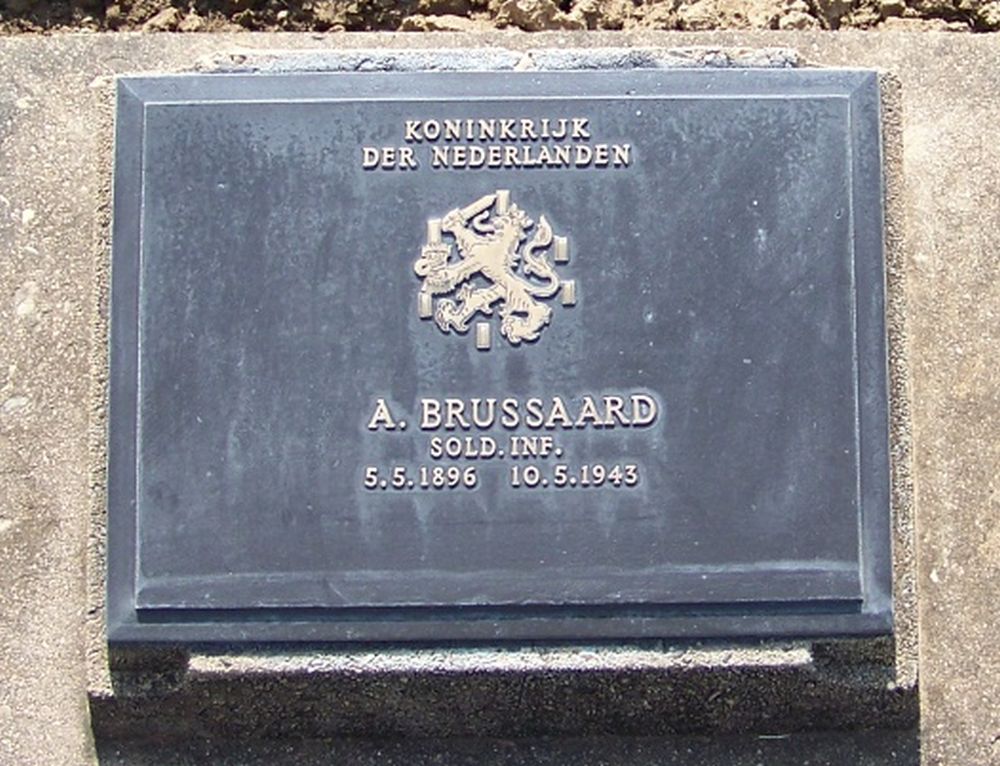 KONINKRIJK
DER NEDERLANDEN
A. BRUSSAARD
SOLD. INF.
5.5.1896 10.5.1943